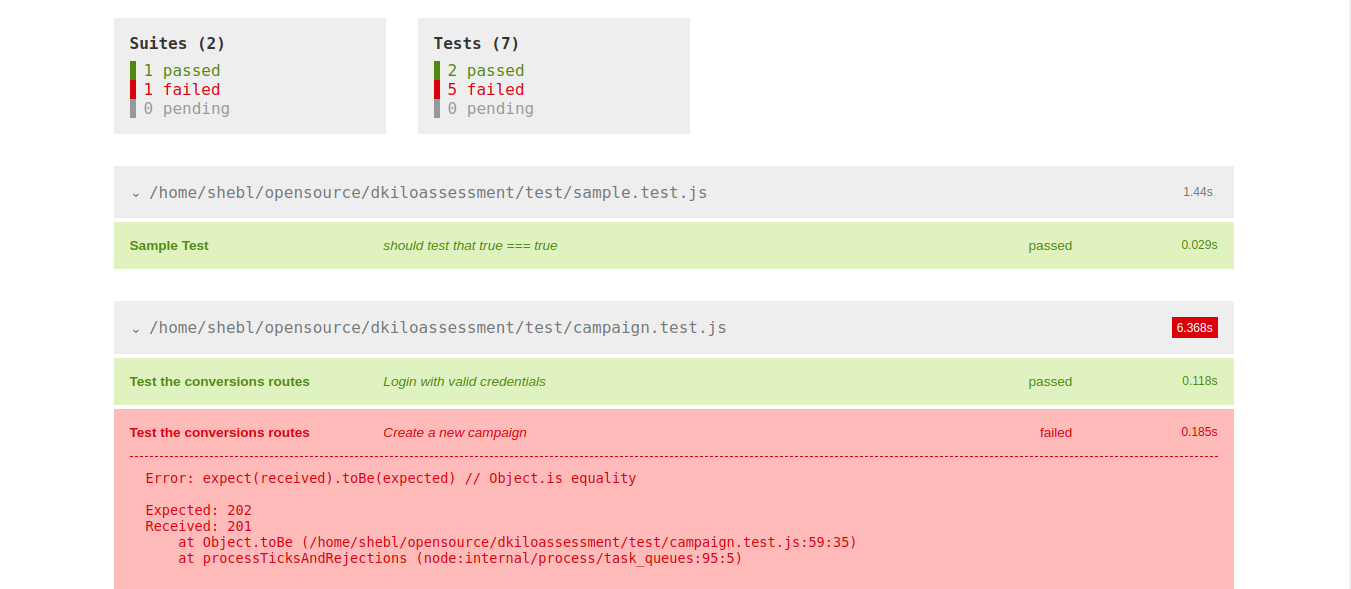 Suites (2)
1 passed
1 failed
0 pending
Tests (7)
2 passed
5 failed
0 pending
/home/shebl/opensource/dkiloassessment/test/sample.test.js 1.44s
Sample Test should test that true === true passed 0.029s
/home/shebl/opensource/dkiloassessment/test/campaign.test.js 6.368s
Test the conversions routes Login with valid credentials passed 0.118s
Test the conversions routes Create a new campaign failed 0.185s
Error: expect(received).toBe(expected) // Object.is equality
Expected: 202
Received: 201
at Object.toBe (/home/shebl/opensource/dkiloassessment/test/campaign.test.js:59:35)
at processTicksAndRejections (node:internal/process/task_queues:95:5)